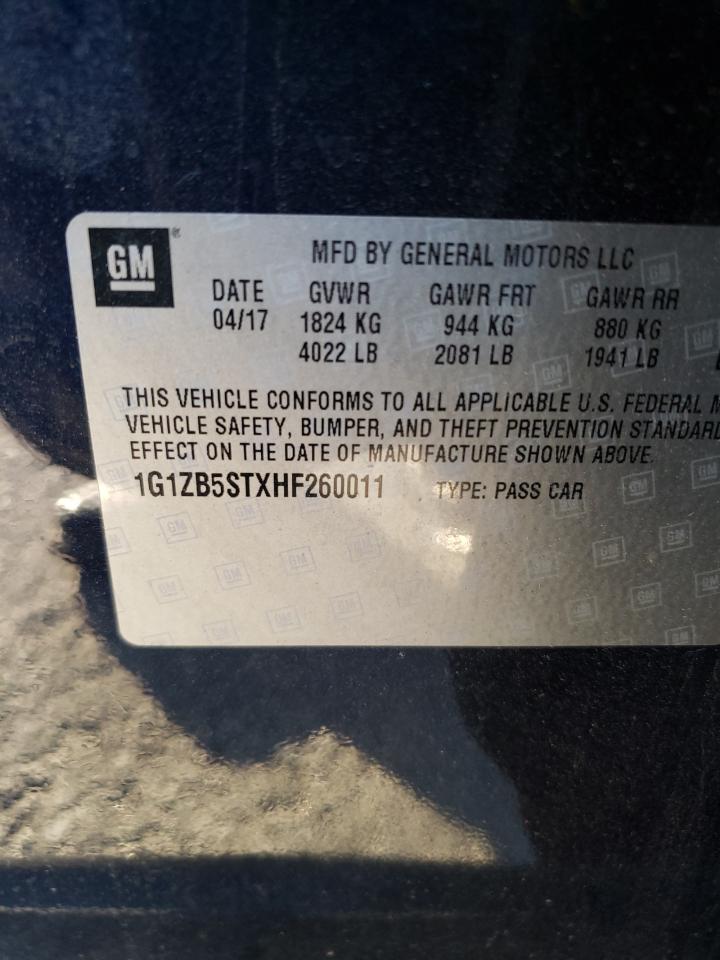 GM®
MFD BY GENERAL MOTORS LLC
DATE GVWR GAWR FRT GAWR RR
04/17 1824 KG 944 KG 880 KG
4022 LB 2081 LB 1941 LB
THIS VEHICLE CONFORMS TO ALL APPLICABLE U.S. FEDERAL M
VEHICLE SAFETY, BUMPER, AND THEFT PREVENTION STANDARD
EFFECT ON THE DATE OF MANUFACTURE SHOWN ABOVE.
1G1ZB5STXHF260011 TYPE: PASS CAR